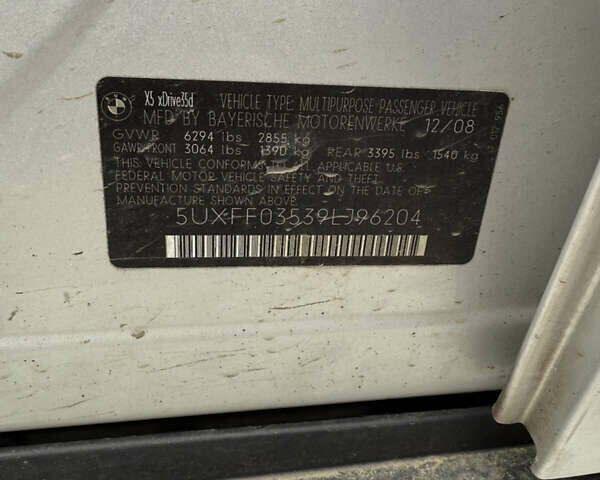 BMW
X5 xDrive35d VEHICLE TYPE: MULTIPURPOSE PASSENGER VEHICLE
MFD BY BAYERISCHE MOTORENWERKE 12/08
GVWR 6294 lbs 2855 kg
GAWR FRONT 3064 lbs 1390 kg REAR 3395 lbs 1540 kg
THIS VEHICLE CONFORMS TO ALL APPLICABLE U.S.
FEDERAL MOTOR VEHICLE SAFETY AND THEFT
PREVENTION STANDARDS IN EFFECT ON THE DATE OF
MANUFACTURE SHOWN ABOVE.
5UXFF03539LJ96204